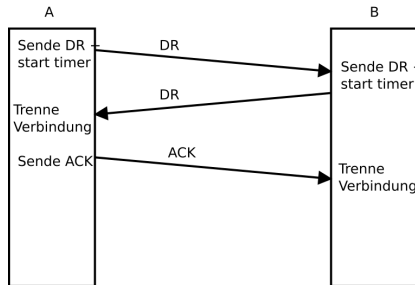 A
B
Sende DR +
start timer
DR
Sende DR -
start timer
DR
Trenne
Verbindung
Sende ACK
ACK
Trenne
Verbindung